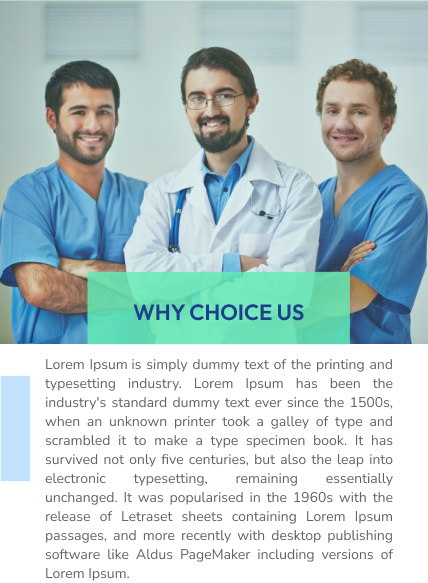 WHY CHOICE US
Lorem Ipsum is simply dummy text of the printing and
typesetting industry. Lorem Ipsum has been the
industry's standard dummy text ever since the 1500s,
when an unknown printer took a galley of type and
scrambled it to make a type specimen book. It has
survived not only five centuries, but also the leap into
electronic typesetting, remaining essentially
unchanged. It was popularised in the 1960s with the
release of Letraset sheets containing Lorem Ipsum
passages, and more recently with desktop publishing
software like Aldus PageMaker including versions of
Lorem Ipsum.